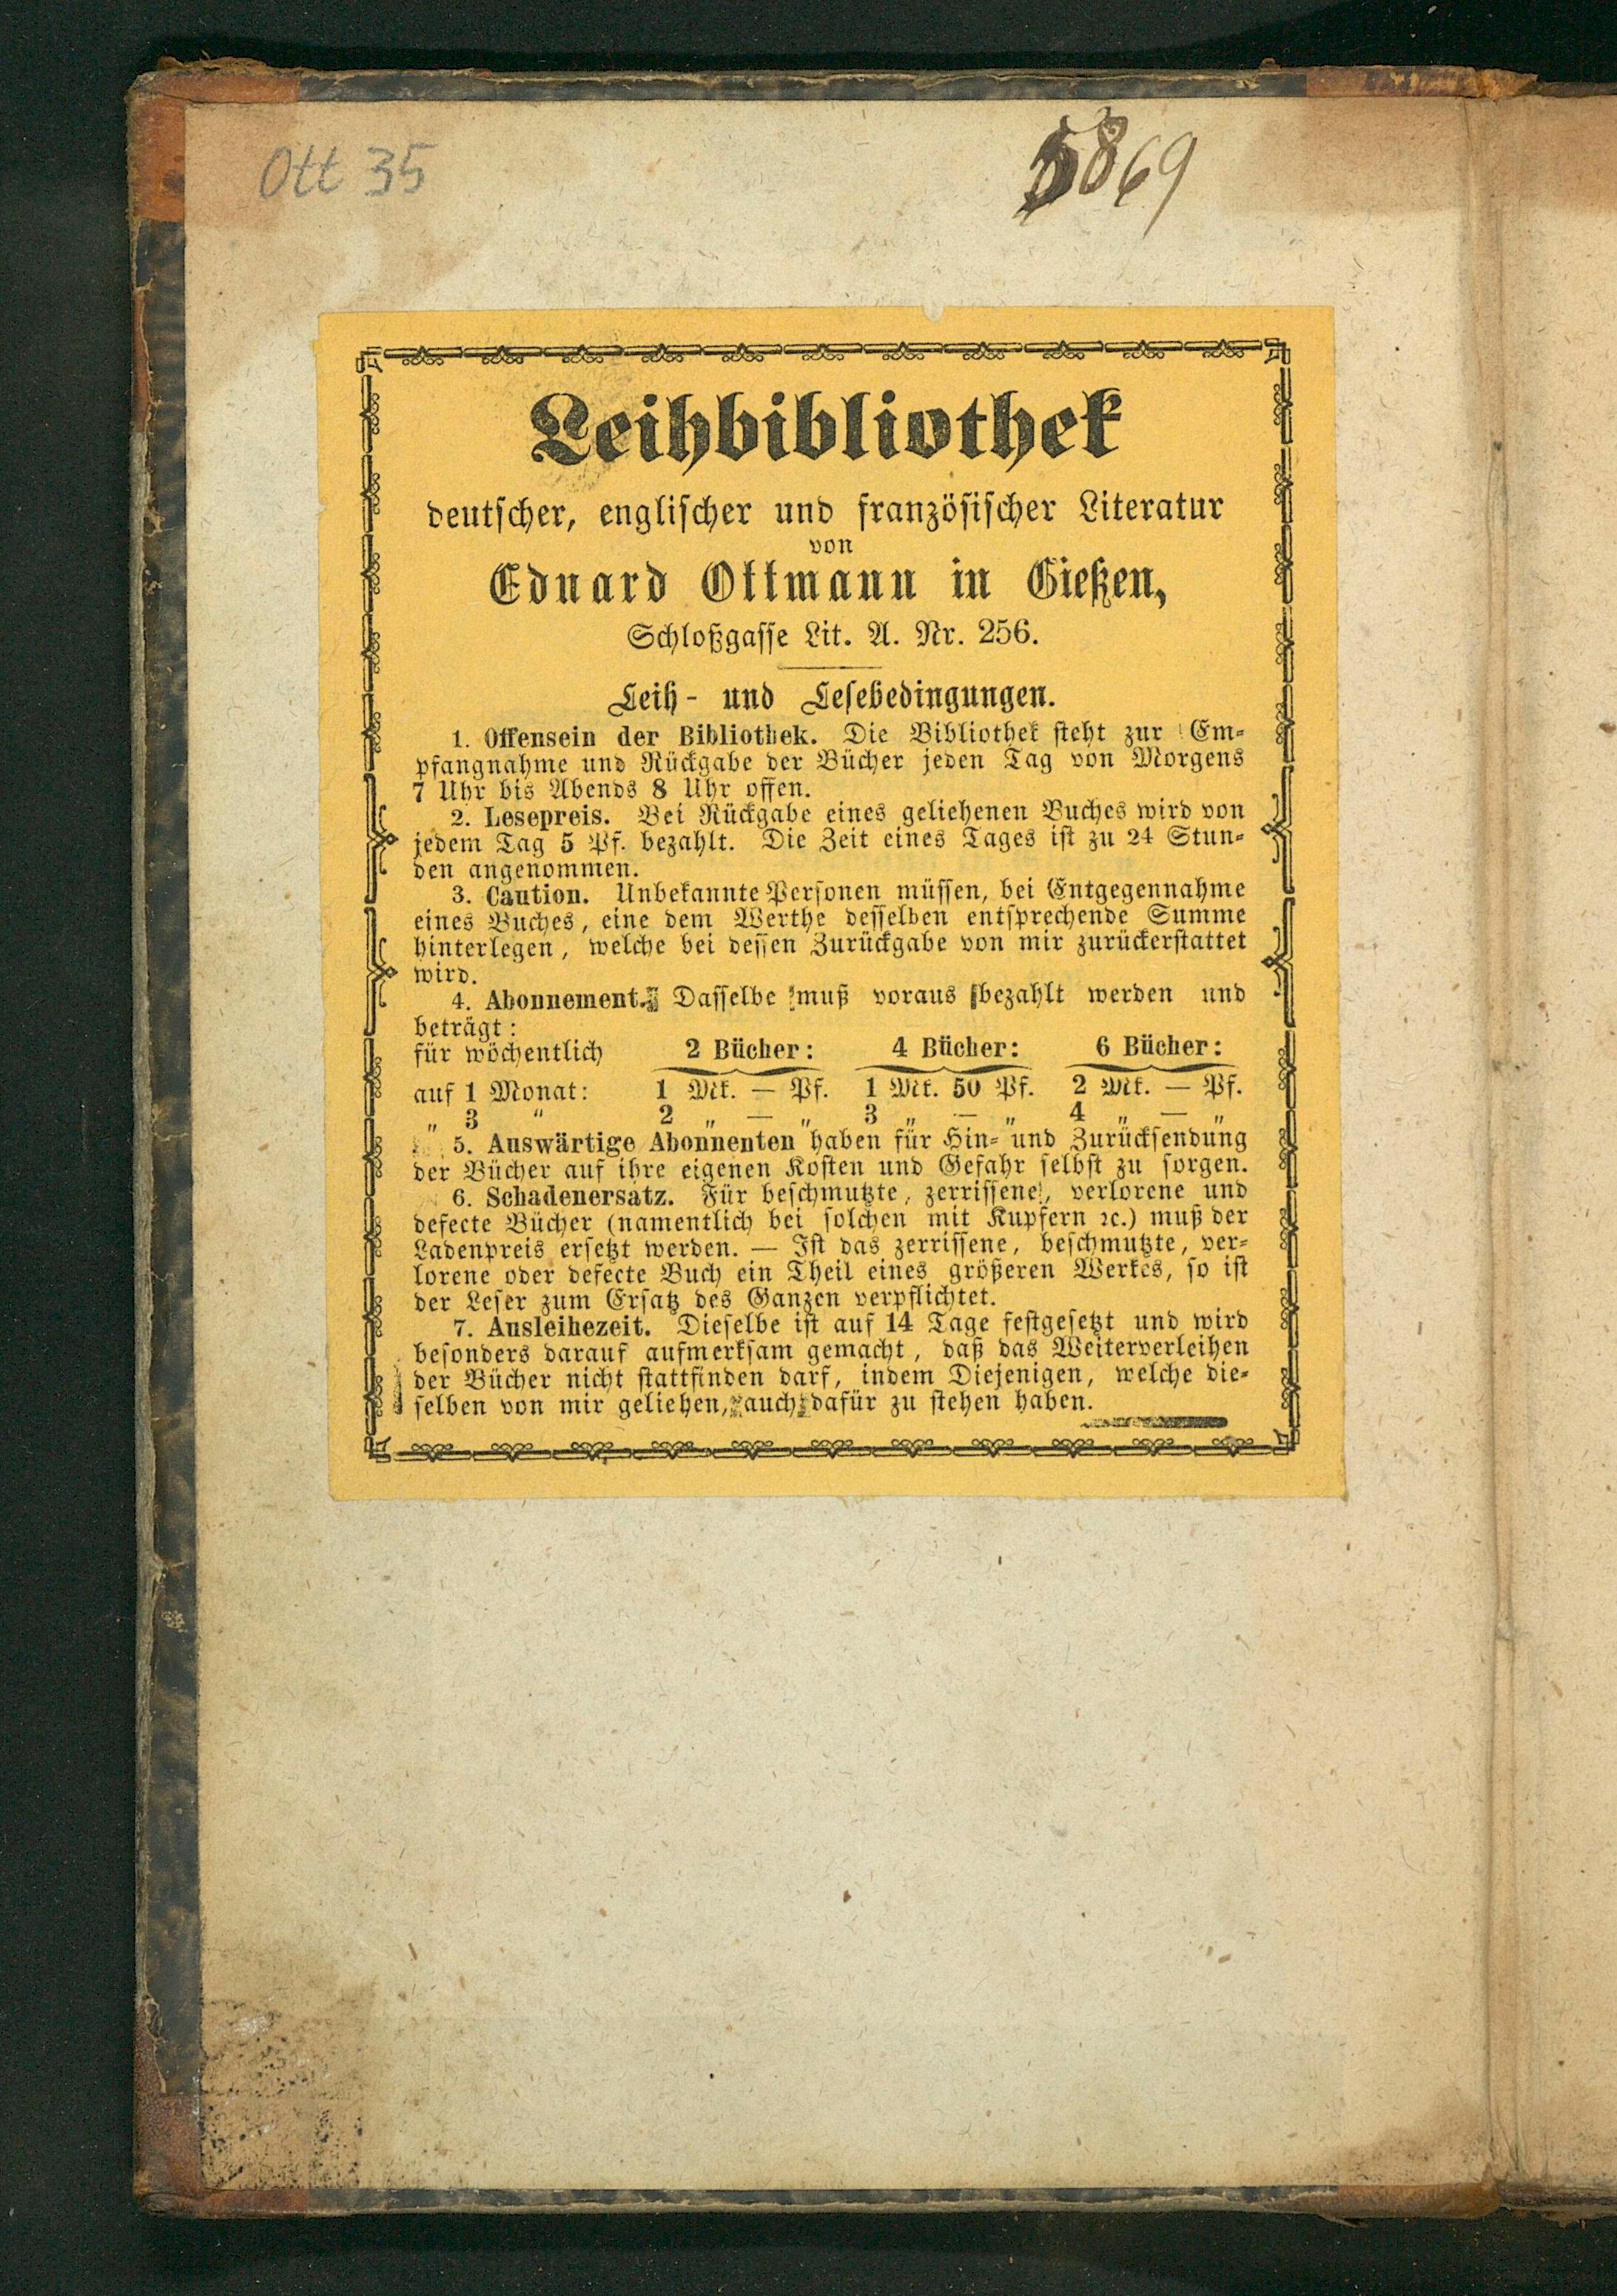 Ott 35
5869
Leihbibliothek
deutscher, englischer und französischer Literatur
von
Eduard Ottmann in Gießen,
Schloßgasse Lit. A. Nr. 256.
Leih- und Lesebedingungen.
1. Offensein der Bibliothek. Die Bibliothek steht zur Em-
pfangnahme und Rückgabe der Bücher jeden Tag von Morgens
7 Uhr bis Abends 8 Uhr offen.
2. Lesepreis. Bei Rückgabe eines geliehenen Buches wird von
jedem Tag 5 Pf. bezahlt. Die Zeit eines Tages ist zu 24 Stun-
den angenommen.
3. Caution. Unbekannte Personen müssen, bei Entgegennahme
eines Buches, eine dem Werthe desselben entsprechende Summe
hinterlegen, welche bei dessen Zurückgabe von mir zurückerstattet
wird.
4. Abonnement. Dasselbe muß voraus bezahlt werden und
beträgt:
für wöchentlich 2 Bücher: 4 Bücher: 6 Bücher:
auf 1 Monat: 1 Mk. — Pf. 1 Mk. 50 Pf. 2 Mk. — Pf.
„ 3 „ 2 „ — „ 3 „ — „ 4 „ — „
5. Auswärtige Abonnenten haben für Hin- und Zurücksendung
der Bücher auf ihre eigenen Kosten und Gefahr selbst zu sorgen.
6. Schadenersatz. Für beschmutzte, zerrissene, verlorene und
defecte Bücher (namentlich bei solchen mit Kupfern ꝛc.) muß der
Ladenpreis ersetzt werden. — Ist das zerrissene, beschmutzte, ver-
lorene oder defecte Buch ein Theil eines größeren Werkes, so ist
der Leser zum Ersatz des Ganzen verpflichtet.
7. Ausleihezeit. Dieselbe ist auf 14 Tage festgesetzt und wird
besonders darauf aufmerksam gemacht, daß das Weiterverleihen
der Bücher nicht stattfinden darf, indem Diejenigen, welche die-
selben von mir geliehen, auch dafür zu stehen haben.